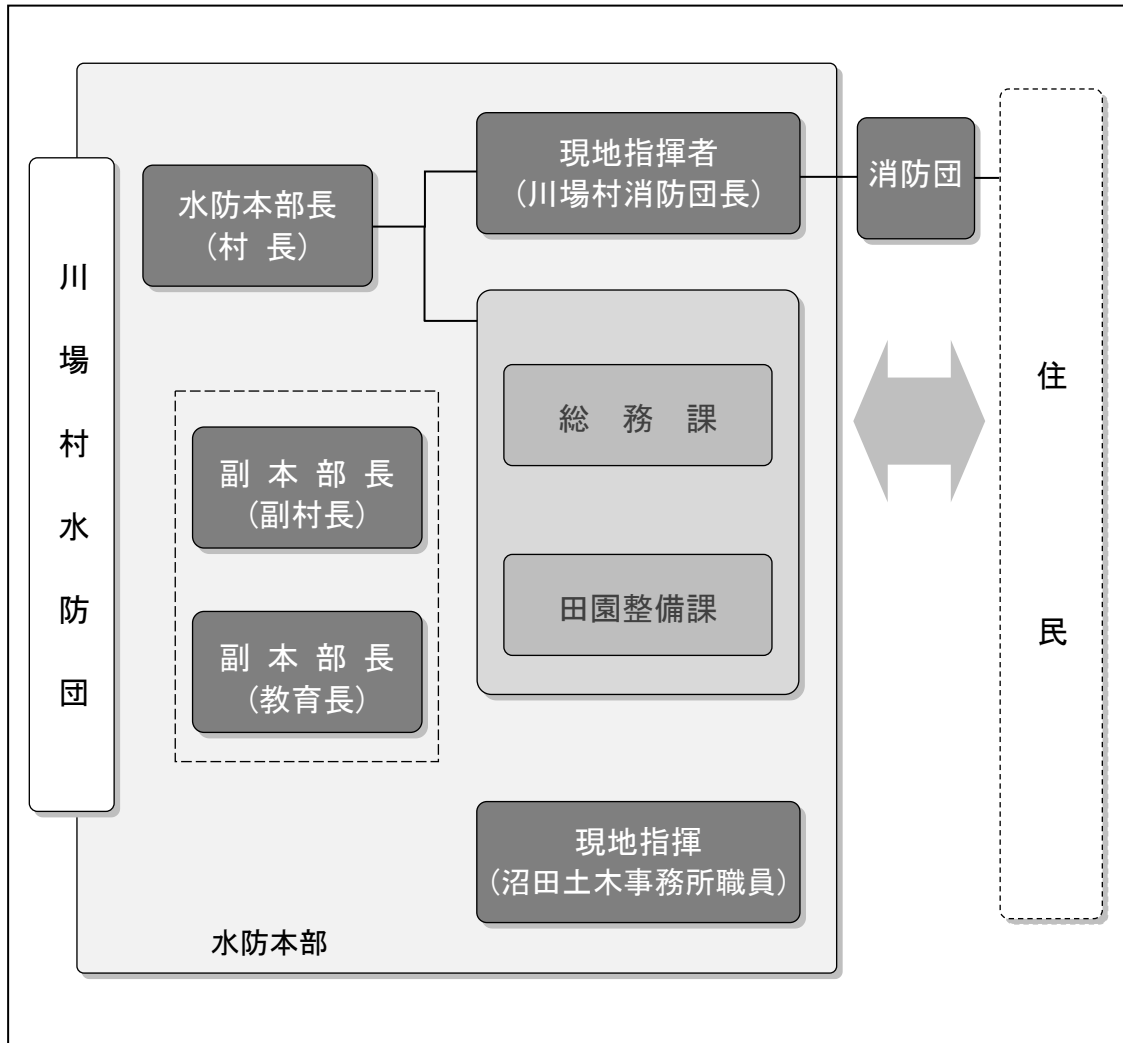 川場村水防団
水防本部長
（村 長）
現地指揮者
（川場村消防団長）
消防団
総 務 課
田園整備課
副 本 部 長
（副村長）
副 本 部 長
（教育長）
現地指揮
（沼田土木事務所職員）
水防本部
住民